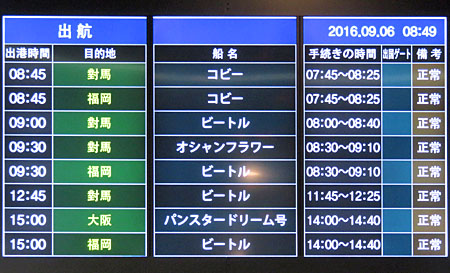 出航 2016.09.06 08:49
出港時間 目的地 船名 手続きの時間 出国ゲート 備考
08:45 對馬 コビー 07:45～08:25 正常
08:45 福岡 コビー 07:45～08:25 正常
09:00 對馬 ビートル 08:00～08:40 正常
09:30 對馬 オシャンフラワー 08:30～09:10 正常
09:30 福岡 ビートル 08:30～09:10 正常
12:45 對馬 ビートル 11:45～12:25 正常
15:00 大阪 パンスタードリーム号 14:00～14:40 正常
15:00 福岡 ビートル 14:00～14:40 正常